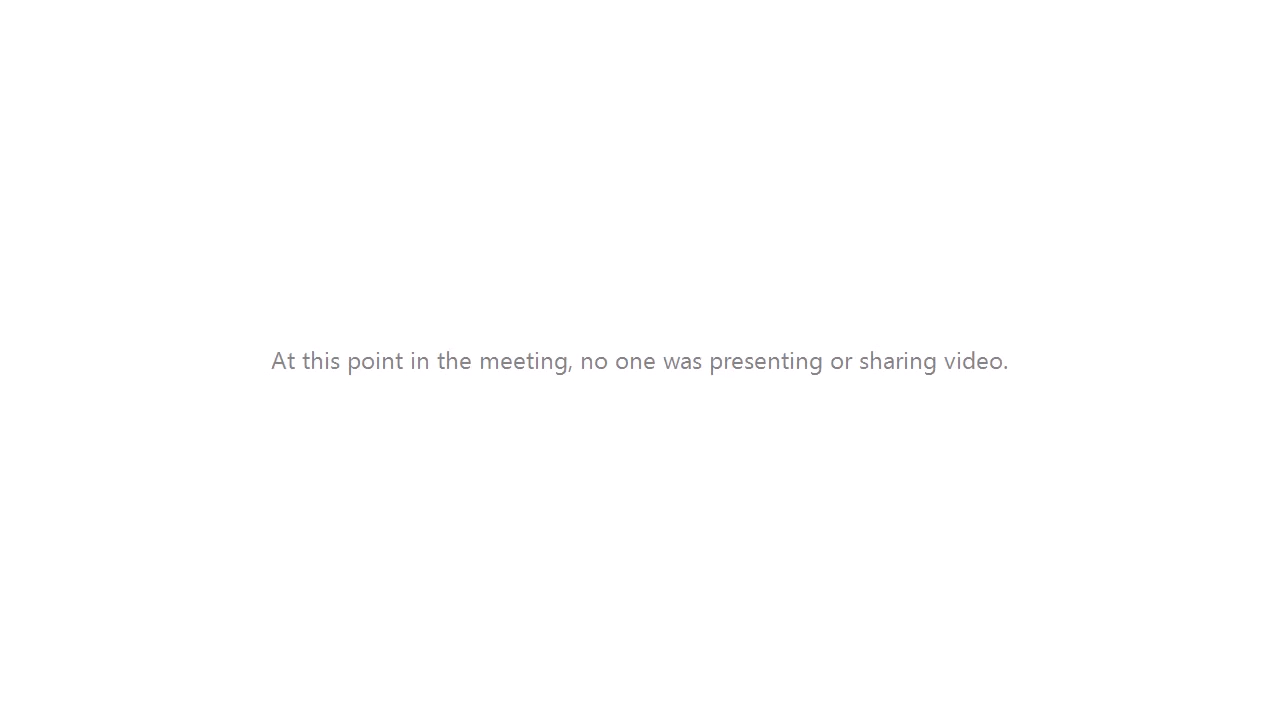 At this point in the meeting, no one was presenting or sharing video.